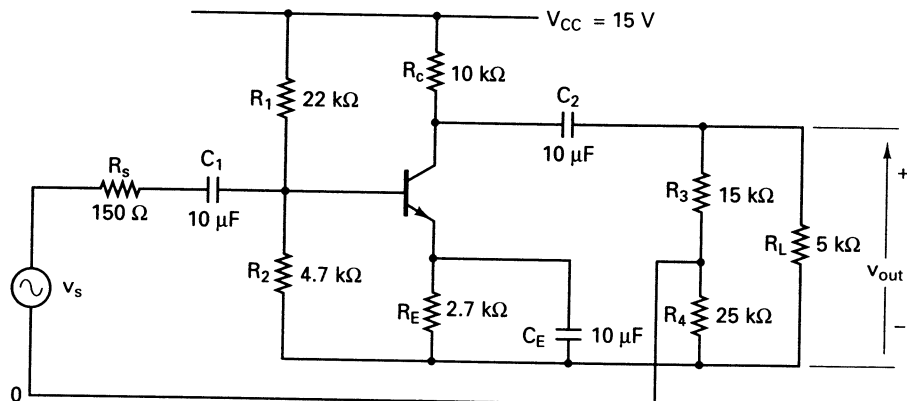 V_CC = 15 V
R_1 22 kΩ
R_c 10 kΩ
C_2
10 μF
R_s
150 Ω
C_1
10 μF
R_3 15 kΩ
R_L 5 kΩ
+
v_out
–
v_s
R_2 4.7 kΩ
R_E 2.7 kΩ
C_E 10 μF
R_4 25 kΩ
0